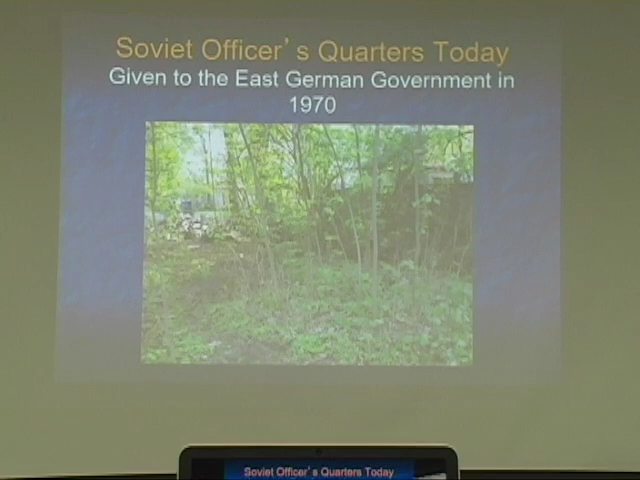 Soviet Officer’s Quarters Today
Given to the East German Government in
1970
Soviet Officer’s Quarters Today